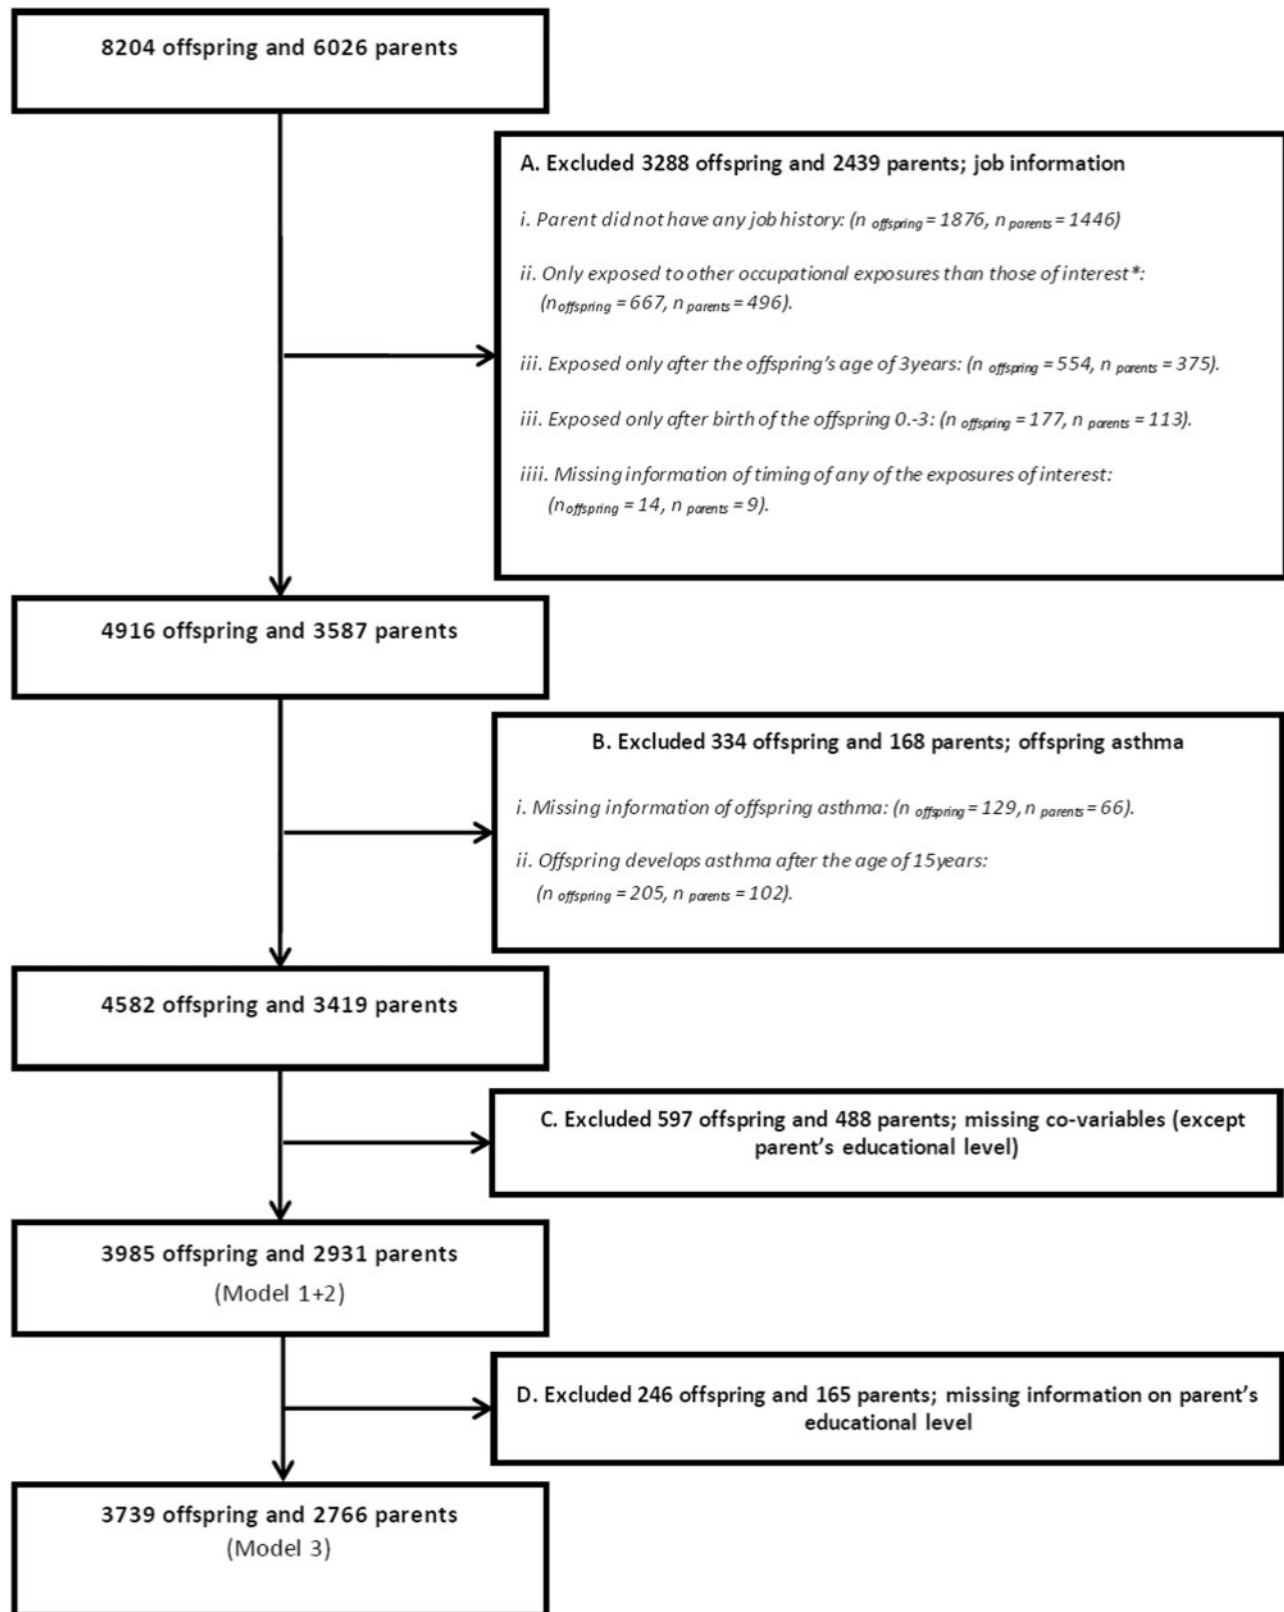 8204 offspring and 6026 parents
A. Excluded 3288 offspring and 2439 parents; job information
i. Parent did not have any job history: (n offspring = 1876, n parents = 1446)
ii. Only exposed to other occupational exposures than those of interest*:
(n offspring = 667, n parents = 496).
iii. Exposed only after the offspring's age of 3years: (n offspring = 554, n parents = 375).
iii. Exposed only after birth of the offspring 0.-3: (n offspring = 177, n parents = 113).
iiii. Missing information of timing of any of the exposures of interest:
(n offspring = 14, n parents = 9).
4916 offspring and 3587 parents
B. Excluded 334 offspring and 168 parents; offspring asthma
i. Missing information of offspring asthma: (n offspring = 129, n parents = 66).
ii. Offspring develops asthma after the age of 15years:
(n offspring = 205, n parents = 102).
4582 offspring and 3419 parents
C. Excluded 597 offspring and 488 parents; missing co-variables (except
parent's educational level)
3985 offspring and 2931 parents
(Model 1+2)
D. Excluded 246 offspring and 165 parents; missing information on parent's
educational level
3739 offspring and 2766 parents
(Model 3)